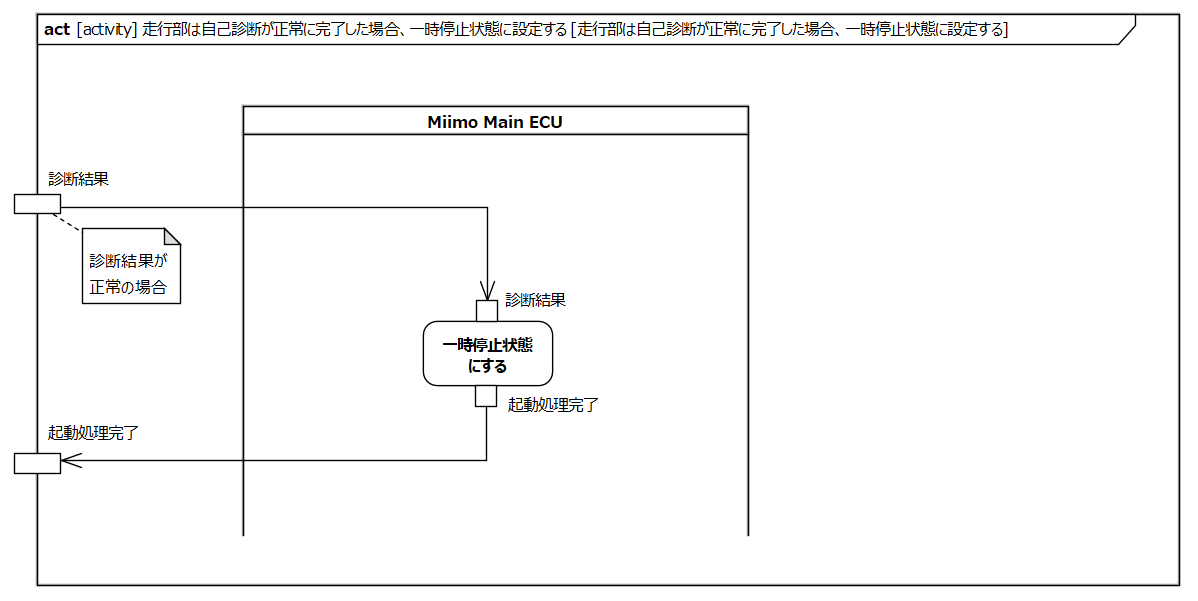 act [activity] 走行部は自己診断が正常に完了した場合、一時停止状態に設定する [走行部は自己診断が正常に完了した場合、一時停止状態に設定する]
Miimo Main ECU
診断結果
診断結果が
正常の場合
診断結果
一時停止状態
にする
起動処理完了
起動処理完了